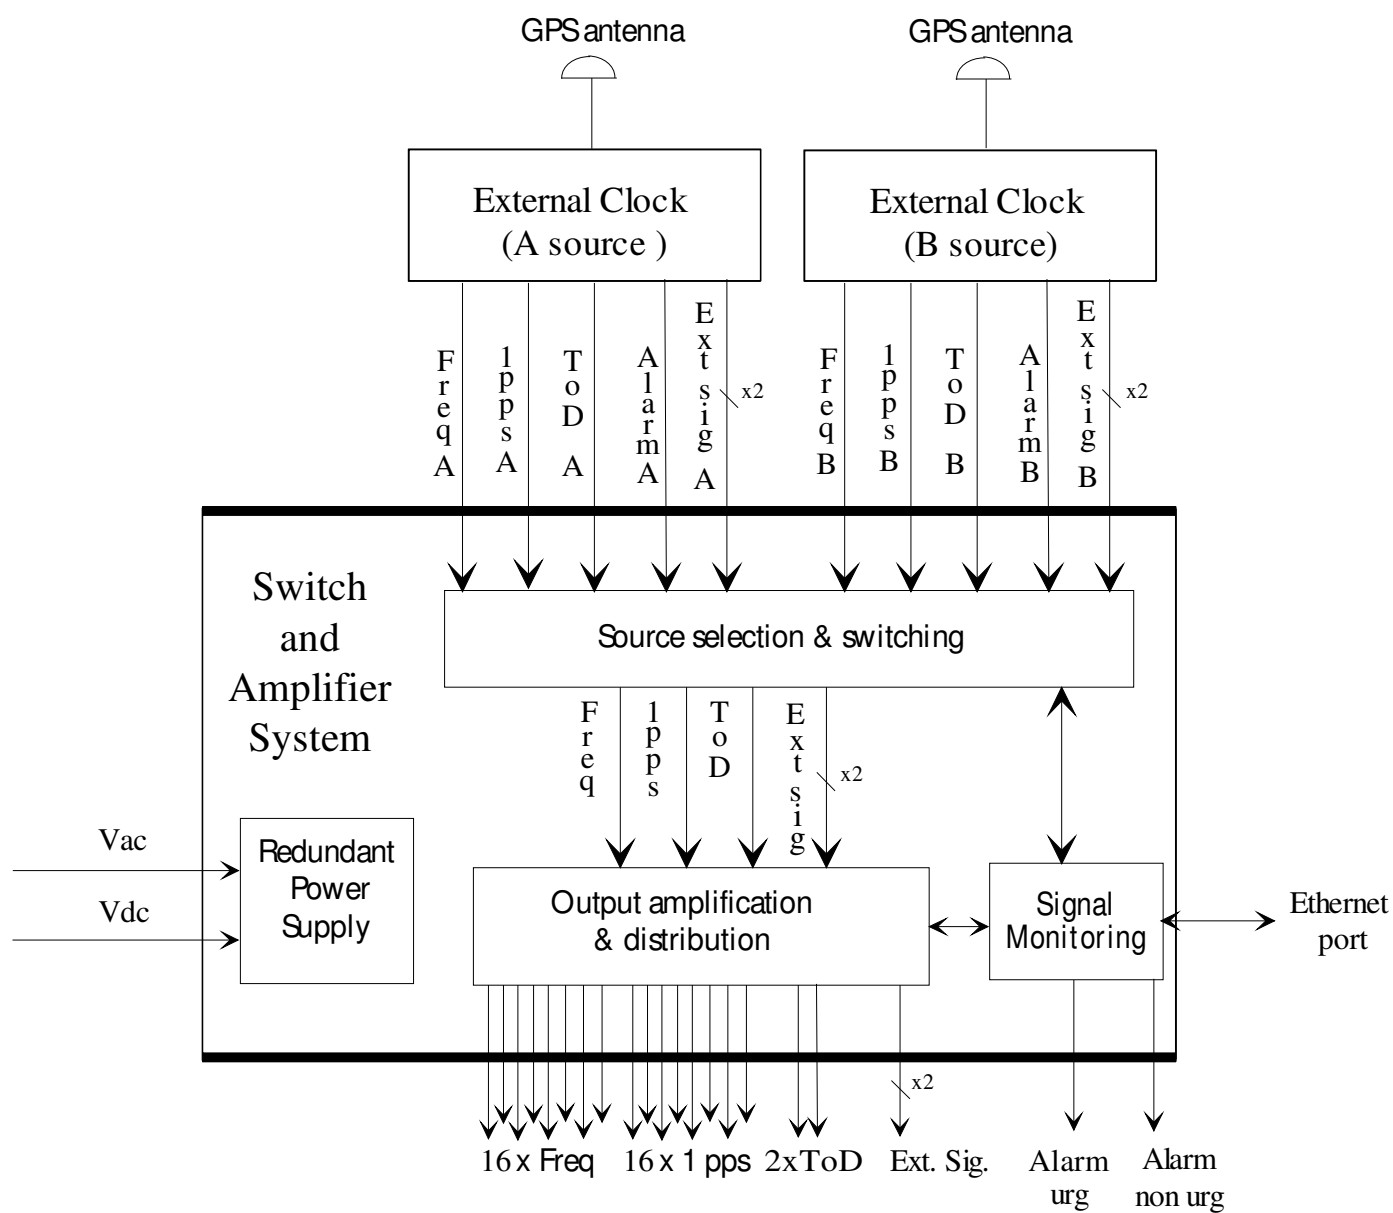 GPS antenna
GPS antenna
External Clock
(A source )
External Clock
(B source)
Freq A
1pps A
ToD A
Alarm A
Ext sig A
x2
Freq B
1pps B
ToD B
Alarm B
Ext sig B
x2
Switch
and
Amplifier
System
Source selection & switching
Freq
1pps
ToD
Ext sig
x2
Vac
Vdc
Redundant
Power
Supply
Output amplification
& distribution
Signal
Monitoring
Ethernet
port
x2
16 x Freq
16 x 1 pps
2xToD
Ext. Sig.
Alarm
urg
Alarm
non urg